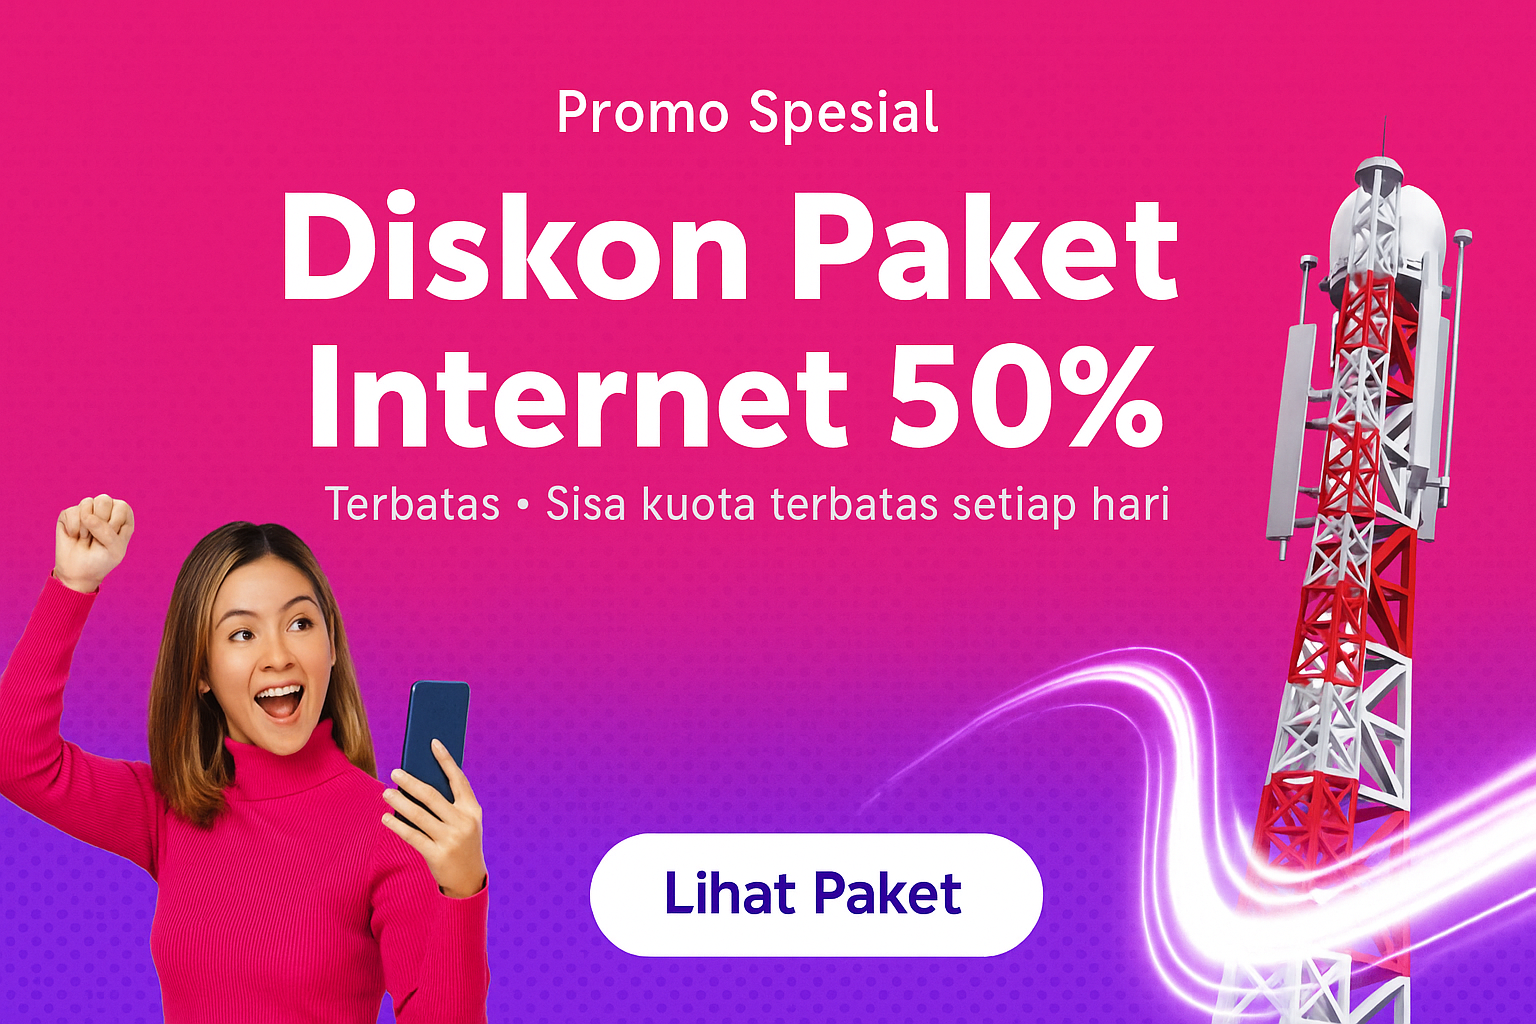 Promo Spesial
Diskon Paket
Internet 50%
Terbatas • Sisa kuota terbatas setiap hari
Lihat Paket